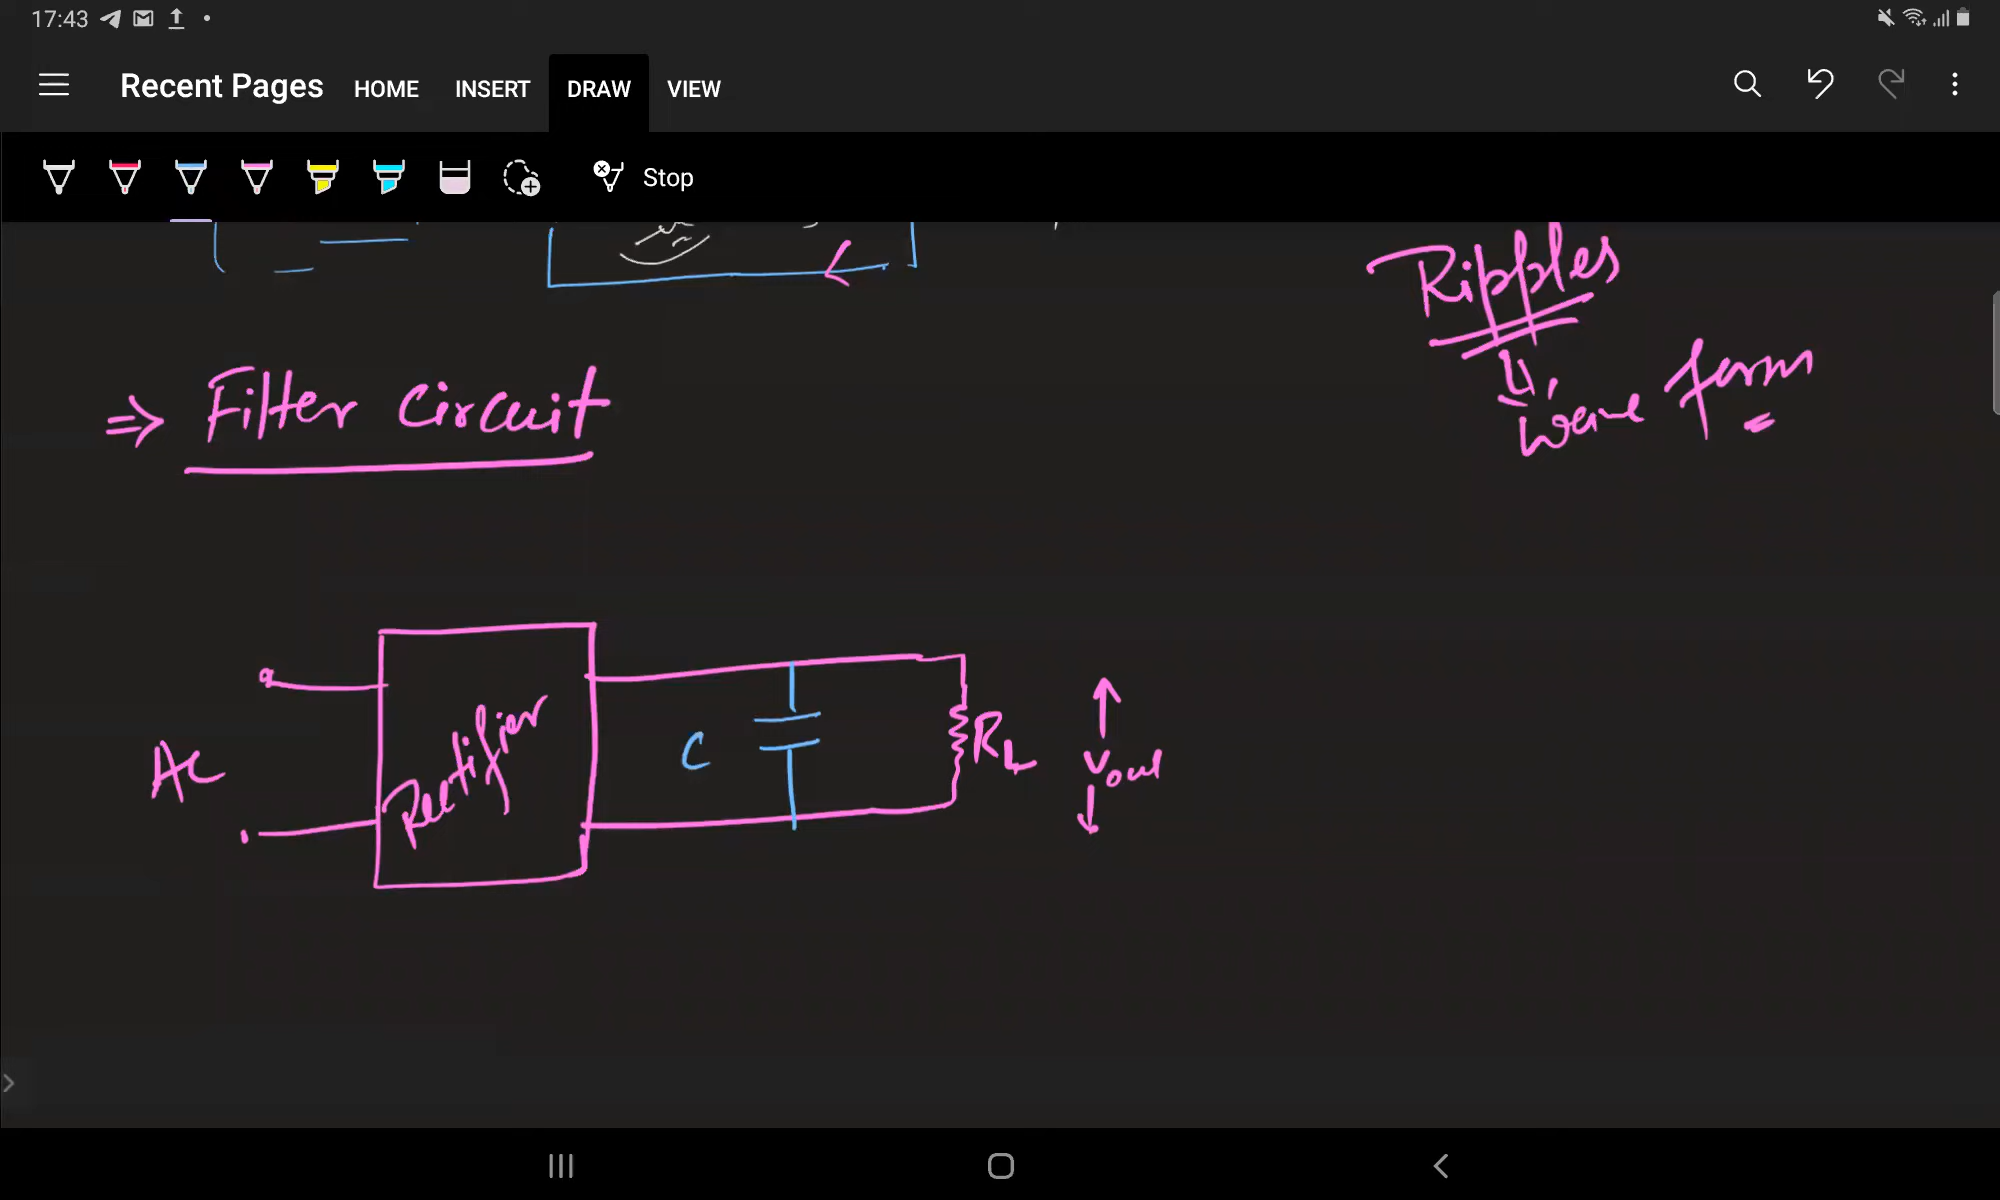 17:43
Recent Pages HOME INSERT DRAW VIEW
Stop
Ripples
wave form
⇒ Filter Circuit
AC
Rectifier
C
RL
Vout